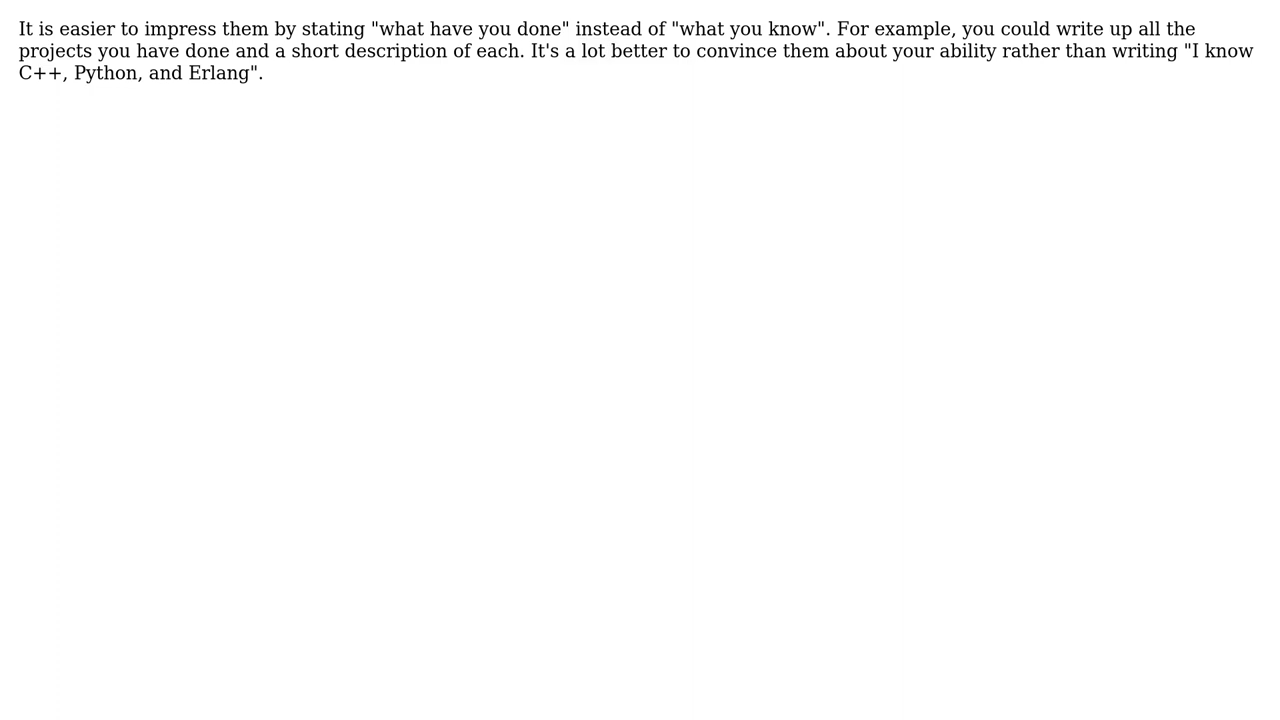 It is easier to impress them by stating "what have you done" instead of "what you know". For example, you could write up all the
projects you have done and a short description of each. It's a lot better to convince them about your ability rather than writing "I know
C++, Python, and Erlang".